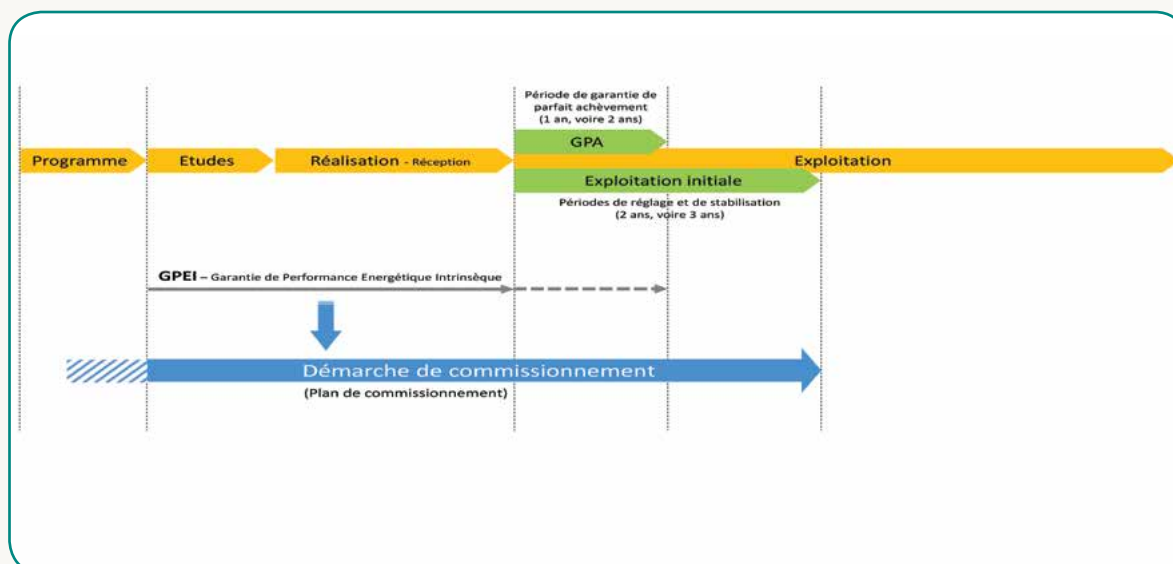 Période de garantie de
parfait achèvement
(1 an, voire 2 ans)
GPA
Programme
Etudes
Réalisation - Réception
Exploitation
Exploitation initiale
Périodes de réglage et de stabilisation
(2 ans, voire 3 ans)
GPEI – Garantie de Performance Energétique Intrinsèque
Démarche de commissionnement
(Plan de commissionnement)